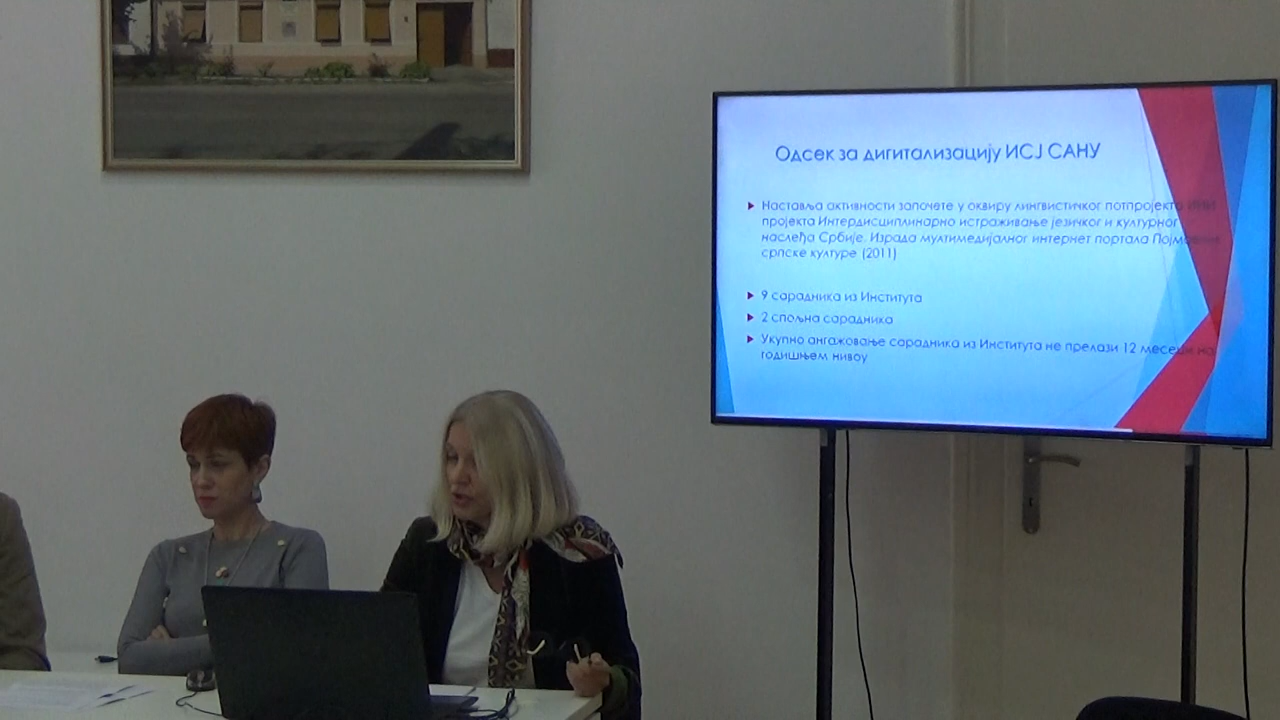 Одсек за дигитализацију ИСЈ САНУ
Наставља активности започете у оквиру лингвистичког потпројекта ИИИ
пројекта Интердисциплинарно истраживање језичког и културног
наслеђа Србије. Израда мултимедијалног интернет портала Појмовник
српске културе (2011)
9 сарадника из Института
2 спољна сарадника
Укупно ангажовање сарадника из Института не прелази 12 месеци на
годишњем нивоу